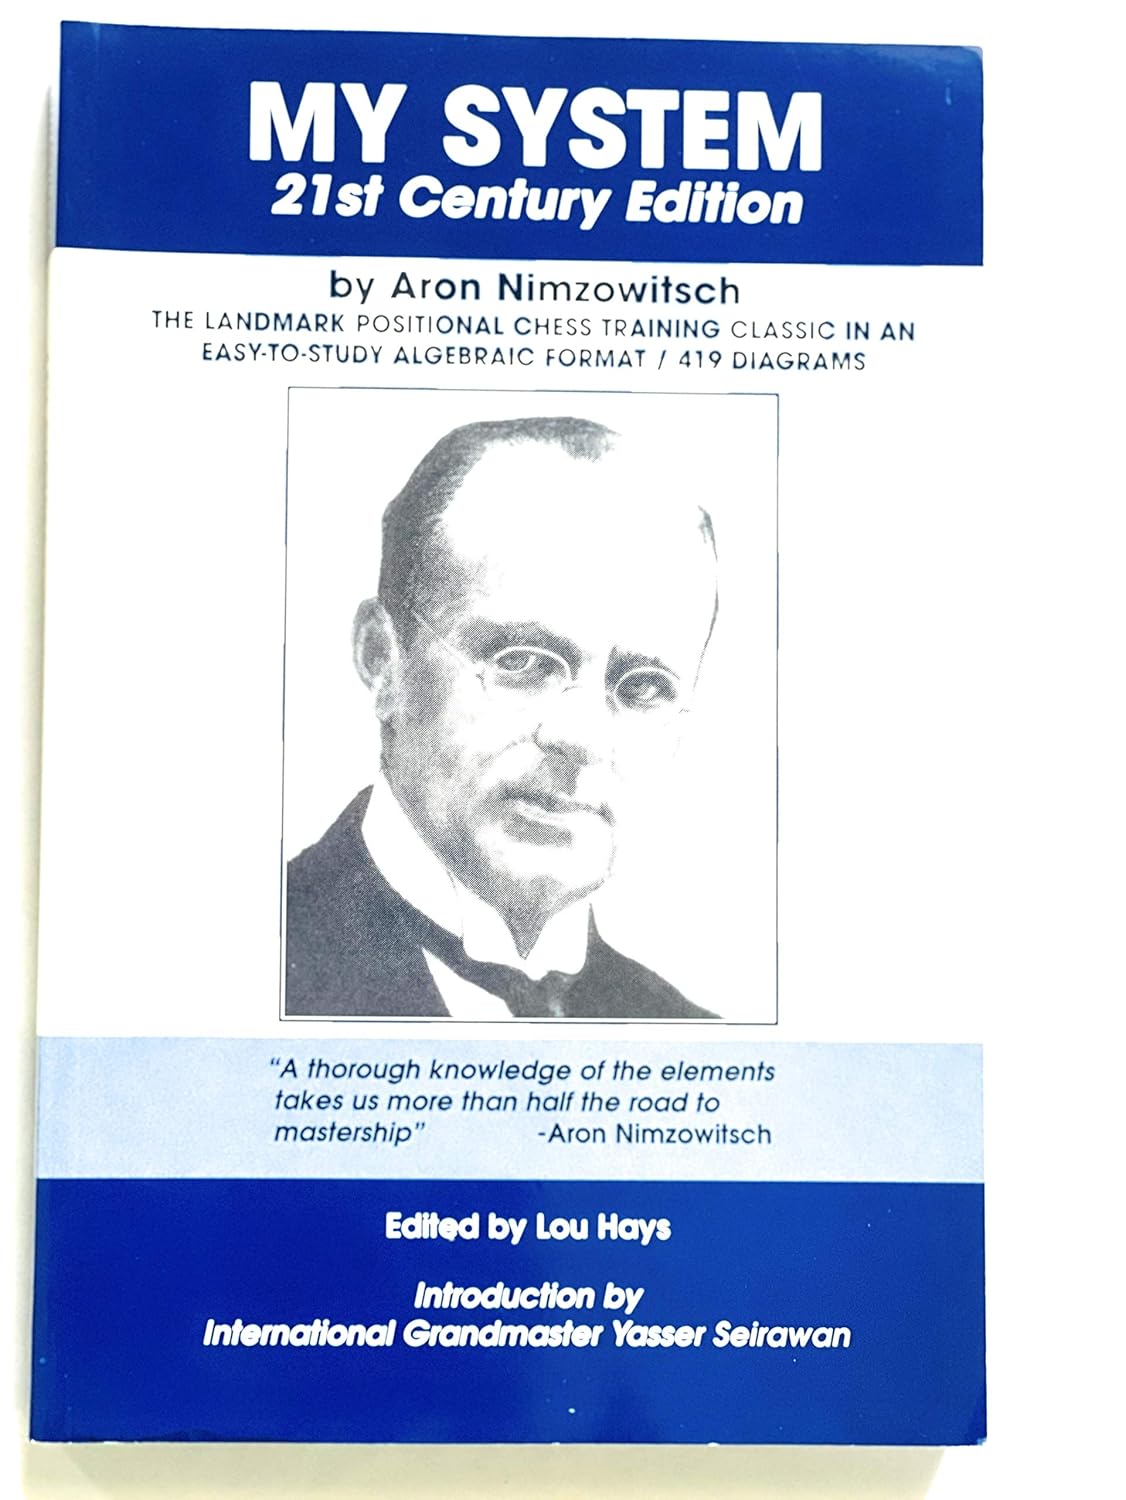 MY SYSTEM
21st Century Edition
by Aron Nimzowitsch
THE LANDMARK POSITIONAL CHESS TRAINING CLASSIC IN AN
EASY-TO-STUDY ALGEBRAIC FORMAT / 419 DIAGRAMS
"A thorough knowledge of the elements
takes us more than half the road to
mastership" -Aron Nimzowitsch
Edited by Lou Hays
Introduction by
International Grandmaster Yasser Seirawan